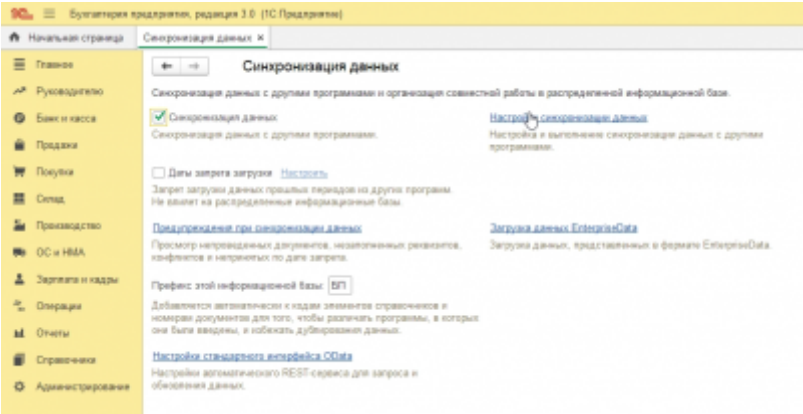 1С Бухгалтерия предприятия, редакция 3.0 (1С:Предприятие)
Начальная страница
Синхронизация данных ×
Главное
Руководителю
Банк и касса
Продажи
Покупки
Склад
Производство
ОС и НМА
Зарплата и кадры
Операции
Отчеты
Справочники
Администрирование
Синхронизация данных
Синхронизация данных с другими программами и организация совместной работы в распределенной информационной базе.
Синхронизация данных
Синхронизация данных с другими программами.
Настройки синхронизации данных
Настройка и выполнение синхронизации данных с другими
программами.
Даты запрета загрузки Настроить
Запрет загрузки данных прошлых периодов из других программ.
Не влияет на распределенные информационные базы.
Предупреждения при синхронизации данных
Просмотр непроведенных документов, незаполненных реквизитов,
конфликтов и непринятых по дате запрета.
Загрузка данных EnterpriseData
Загрузка данных, представленных в формате EnterpriseData.
Префикс этой информационной базы: БП
Добавляется автоматически к кодам элементов справочников и
номерам документов для того, чтобы различать программы, в которых
они были введены, и избежать дублирования данных.
Настройки стандартного интерфейса OData
Настройки автоматического REST-сервиса для запроса и
обновления данных.